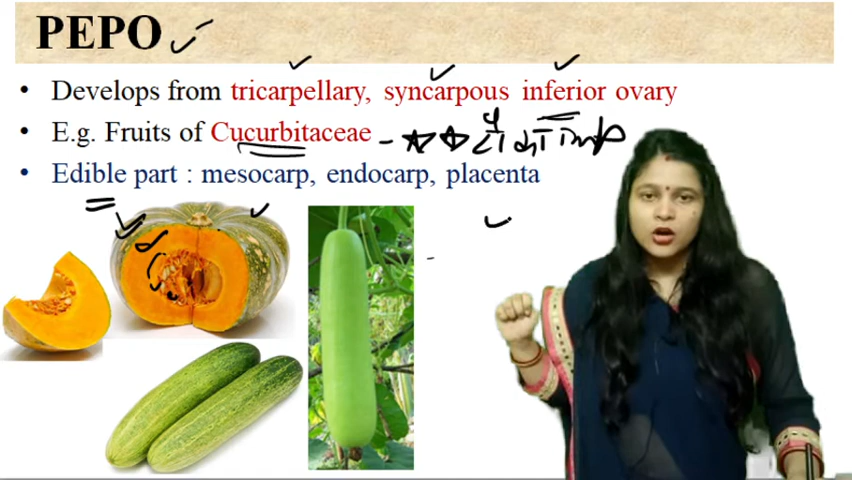 PEPO
• Develops from tricarpellary, syncarpous inferior ovary
• E.g. Fruits of Cucurbitaceae -
• Edible part : mesocarp, endocarp, placenta